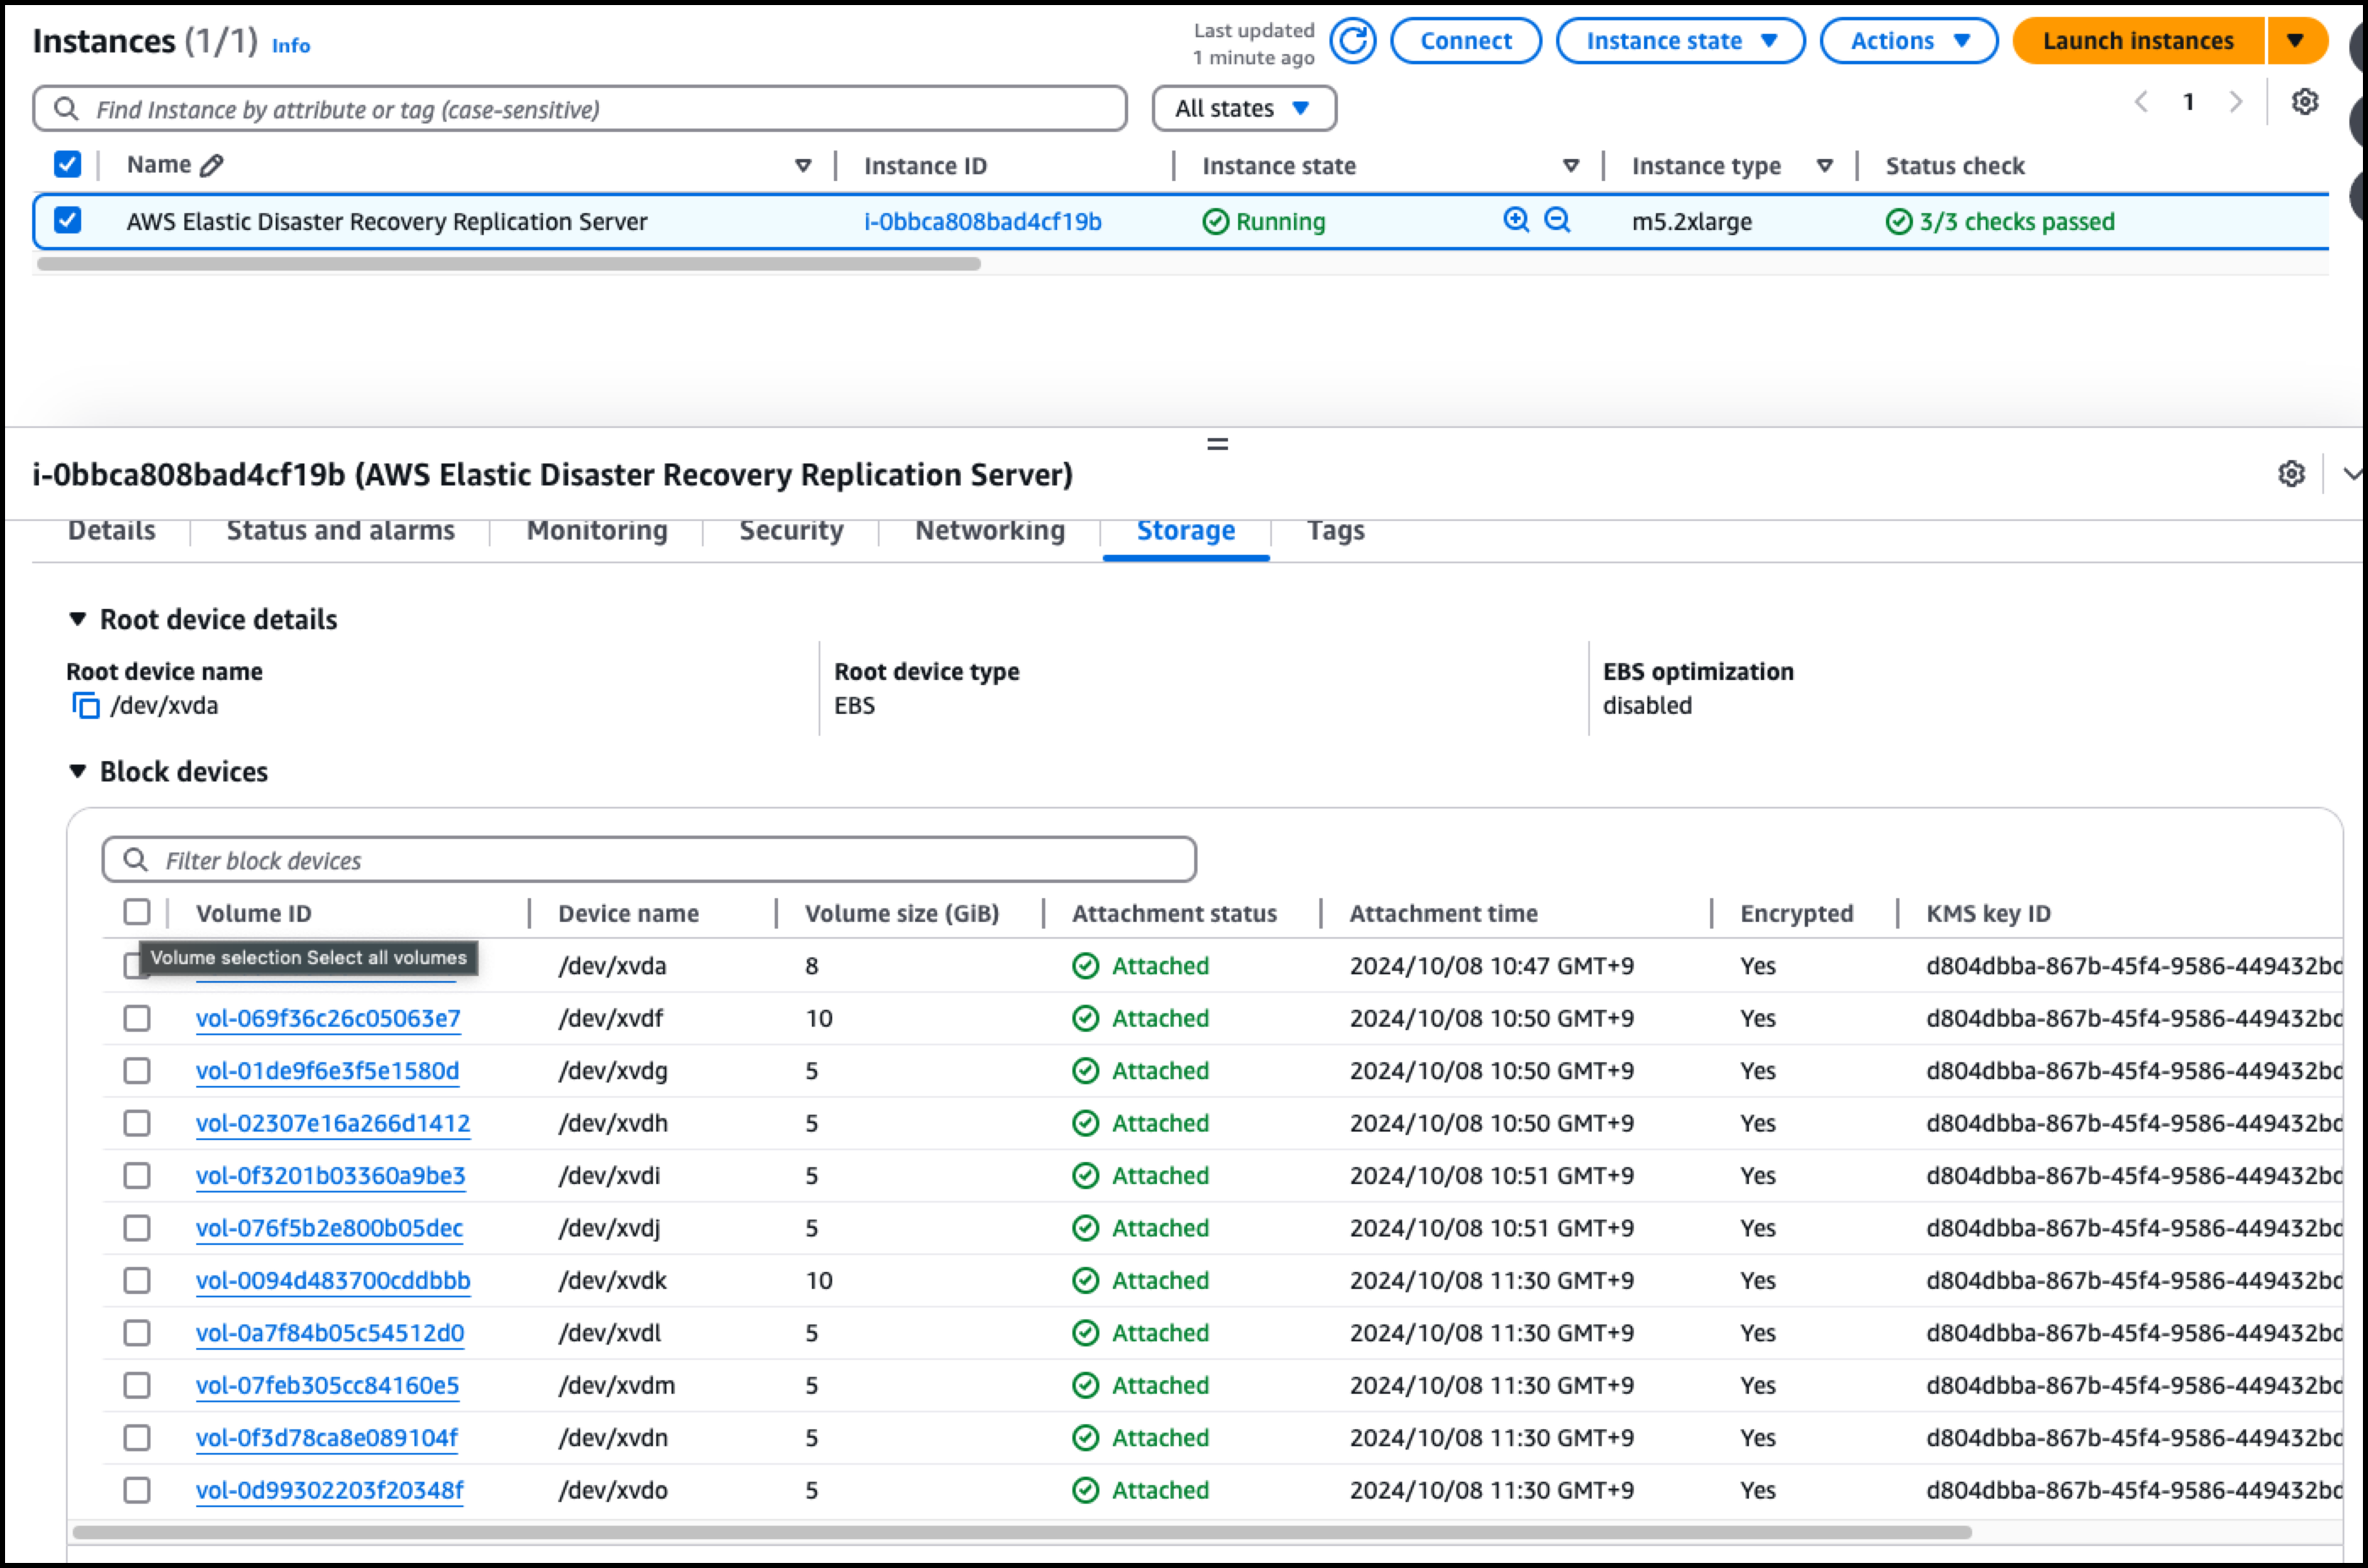 Instances (1/1) Info
Last updated
1 minute ago
Connect
Instance state
Actions
Launch instances
Find Instance by attribute or tag (case-sensitive)
All states
1
Name Instance ID Instance state Instance type Status check
AWS Elastic Disaster Recovery Replication Server i-0bbca808bad4cf19b Running m5.2xlarge 3/3 checks passed
i-0bbca808bad4cf19b (AWS Elastic Disaster Recovery Replication Server)
Details Status and alarms Monitoring Security Networking Storage Tags
Root device details
Root device name Root device type EBS optimization
/dev/xvda EBS disabled
Block devices
Filter block devices
Volume ID Device name Volume size (GiB) Attachment status Attachment time Encrypted KMS key ID
Volume selection Select all volumes
/dev/xvda 8 Attached 2024/10/08 10:47 GMT+9 Yes d804dbba-867b-45f4-9586-449432bd
vol-069f36c26c05063e7 /dev/xvdf 10 Attached 2024/10/08 10:50 GMT+9 Yes d804dbba-867b-45f4-9586-449432bd
vol-01de9f6e3f5e1580d /dev/xvdg 5 Attached 2024/10/08 10:50 GMT+9 Yes d804dbba-867b-45f4-9586-449432bd
vol-02307e16a266d1412 /dev/xvdh 5 Attached 2024/10/08 10:50 GMT+9 Yes d804dbba-867b-45f4-9586-449432bd
vol-0f3201b03360a9be3 /dev/xvdi 5 Attached 2024/10/08 10:51 GMT+9 Yes d804dbba-867b-45f4-9586-449432bd
vol-076f5b2e800b05dec /dev/xvdj 5 Attached 2024/10/08 10:51 GMT+9 Yes d804dbba-867b-45f4-9586-449432bd
vol-0094d483700cddbbb /dev/xvdk 10 Attached 2024/10/08 11:30 GMT+9 Yes d804dbba-867b-45f4-9586-449432bd
vol-0a7f84b05c54512d0 /dev/xvdl 5 Attached 2024/10/08 11:30 GMT+9 Yes d804dbba-867b-45f4-9586-449432bd
vol-07feb305cc84160e5 /dev/xvdm 5 Attached 2024/10/08 11:30 GMT+9 Yes d804dbba-867b-45f4-9586-449432bd
vol-0f3d78ca8e089104f /dev/xvdn 5 Attached 2024/10/08 11:30 GMT+9 Yes d804dbba-867b-45f4-9586-449432bd
vol-0d99302203f20348f /dev/xvdo 5 Attached 2024/10/08 11:30 GMT+9 Yes d804dbba-867b-45f4-9586-449432bd